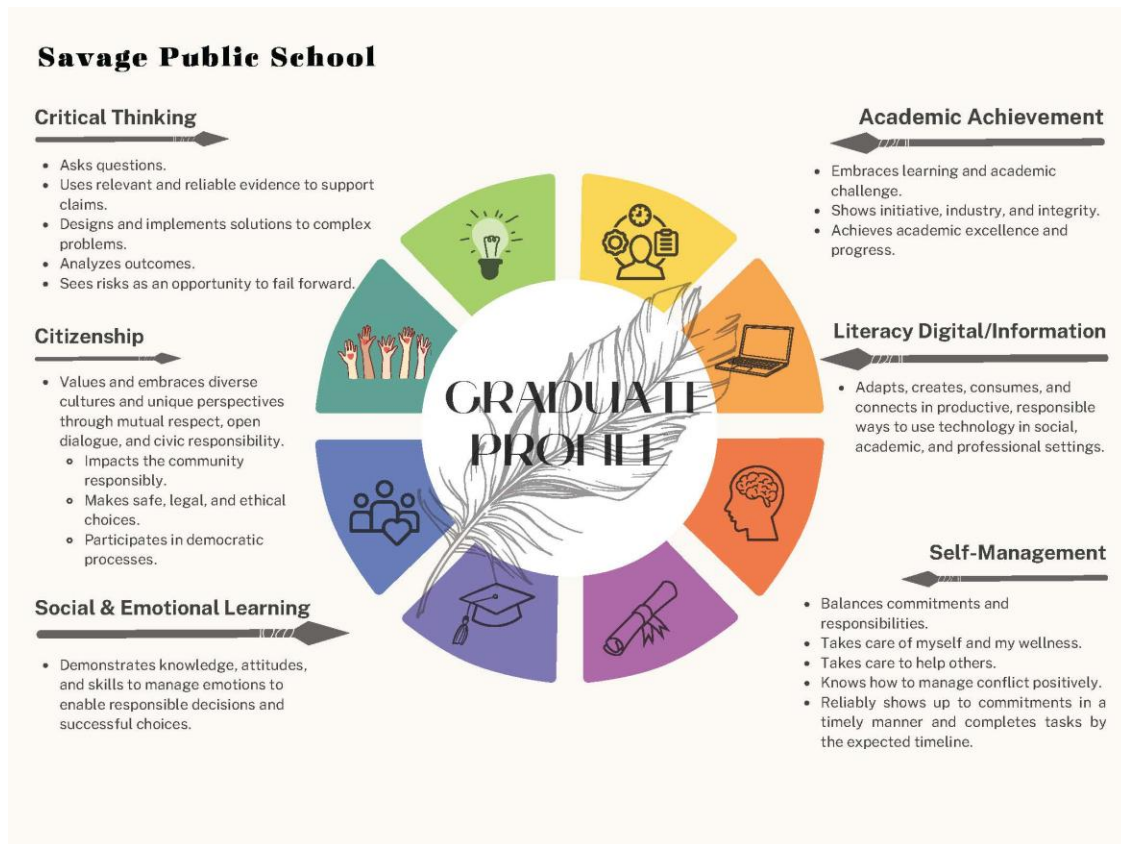 Savage Public School
Critical Thinking
• Asks questions.
• Uses relevant and reliable evidence to support
claims.
• Designs and implements solutions to complex
problems.
• Analyzes outcomes.
• Sees risks as an opportunity to fail forward.
Citizenship
• Values and embraces diverse
cultures and unique perspectives
through mutual respect, open
dialogue, and civic responsibility.
◦ Impacts the community
responsibly.
◦ Makes safe, legal, and ethical
choices.
◦ Participates in democratic
processes.
Social & Emotional Learning
• Demonstrates knowledge, attitudes,
and skills to manage emotions to
enable responsible decisions and
successful choices.
GRADUATE
PROFILE
Academic Achievement
• Embraces learning and academic
challenge.
• Shows initiative, industry, and integrity.
• Achieves academic excellence and
progress.
Literacy Digital/Information
• Adapts, creates, consumes, and
connects in productive, responsible
ways to use technology in social,
academic, and professional settings.
Self-Management
• Balances commitments and
responsibilities.
• Takes care of myself and my wellness.
• Takes care to help others.
• Knows how to manage conflict positively.
• Reliably shows up to commitments in a
timely manner and completes tasks by
the expected timeline.